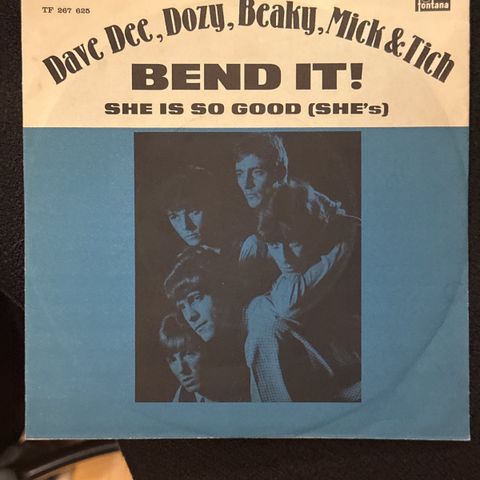 TF 267 625
fontana
Dave Dee, Dozy, Beaky, Mick & Tich
BEND IT!
SHE IS SO GOOD (SHE's)